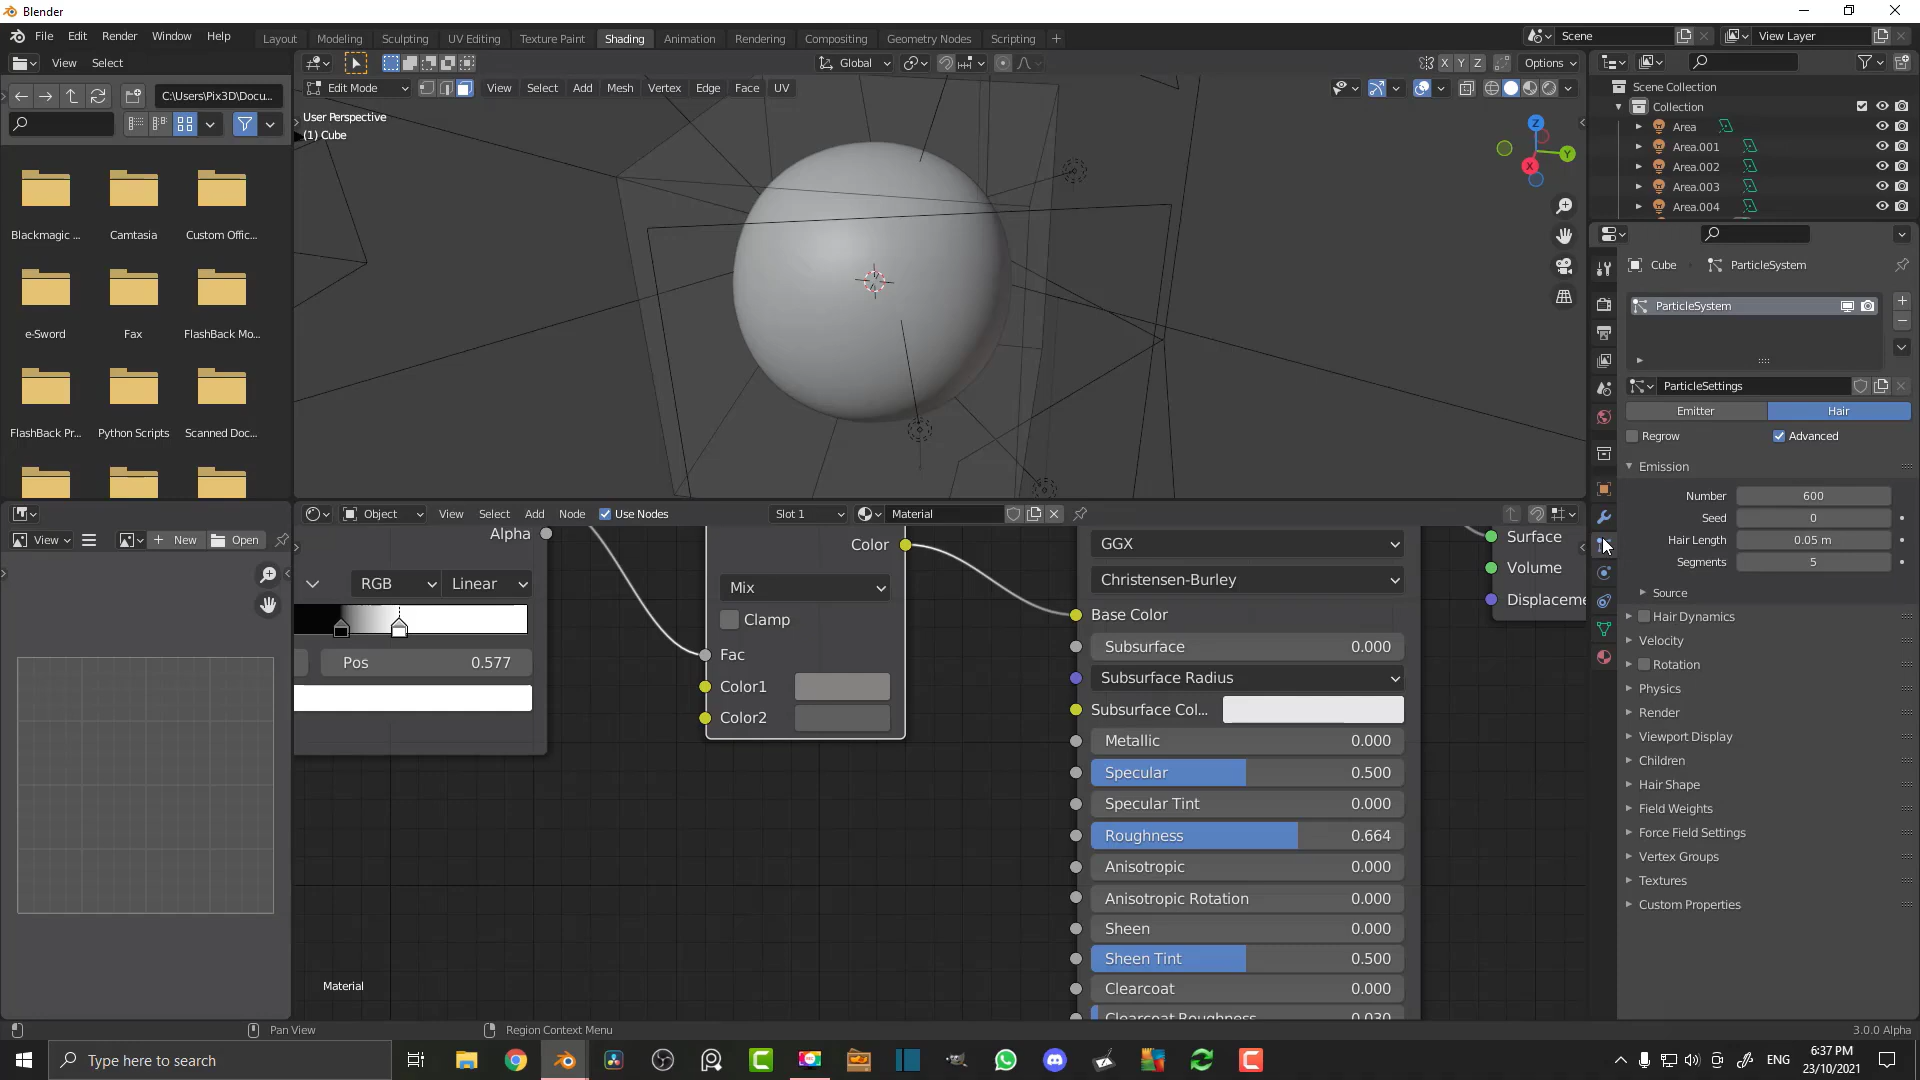 Blender
File Edit Render Window Help
Layout Modeling Sculpting UV Editing Texture Paint Shading Animation Rendering Compositing Geometry Nodes Scripting +
Scene
View Layer
View Select
Global
X Y Z
Options
C:\Users\Pix3D\Docu...
Edit Mode
View Select Add Mesh Vertex Edge Face UV
User Perspective
(1) Cube
Z
Y
X
Blackmagic ... Camtasia Custom Offic...
e-Sword Fax FlashBack Mo...
FlashBack Pr... Python Scripts Scanned Doc...
Scene Collection
Collection
Area
Area.001
Area.002
Area.003
Area.004
Cube ParticleSystem
ParticleSystem
ParticleSettings
Emitter Hair
Regrow Advanced
Emission
Number 600
Seed 0
Hair Length 0.05 m
Segments 5
Source
Hair Dynamics
Velocity
Rotation
Physics
Render
Viewport Display
Children
Hair Shape
Field Weights
Force Field Settings
Vertex Groups
Textures
Custom Properties
View + New Open
Object View Select Add Node Use Nodes Slot 1 Material
Alpha
RGB Linear
Pos 0.577
Color
Mix
Clamp
Fac
Color1
Color2
GGX
Christensen-Burley
Base Color
Subsurface 0.000
Subsurface Radius
Subsurface Col...
Metallic 0.000
Specular 0.500
Specular Tint 0.000
Roughness 0.664
Anisotropic 0.000
Anisotropic Rotation 0.000
Sheen 0.000
Sheen Tint 0.500
Clearcoat 0.000
Clearcoat Roughness 0.030
Surface
Volume
Displaceme
Material
Pan View Region Context Menu 3.0.0 Alpha
Type here to search
ENG
6:37 PM
23/10/2021